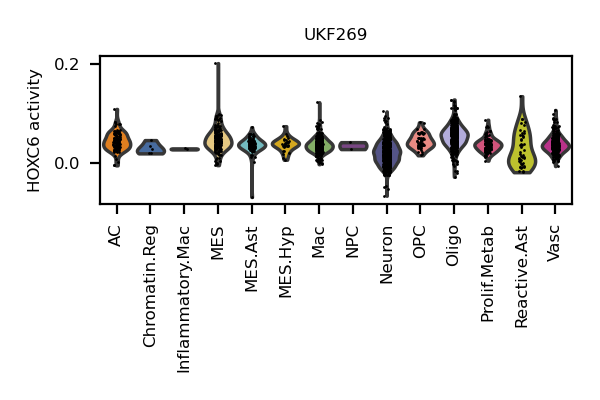 UKF269
HOXC6 activity
0.2
0.0
AC
Chromatin.Reg
Inflammatory.Mac
MES
MES.Ast
MES.Hyp
Mac
NPC
Neuron
OPC
Oligo
Prolif.Metab
Reactive.Ast
Vasc